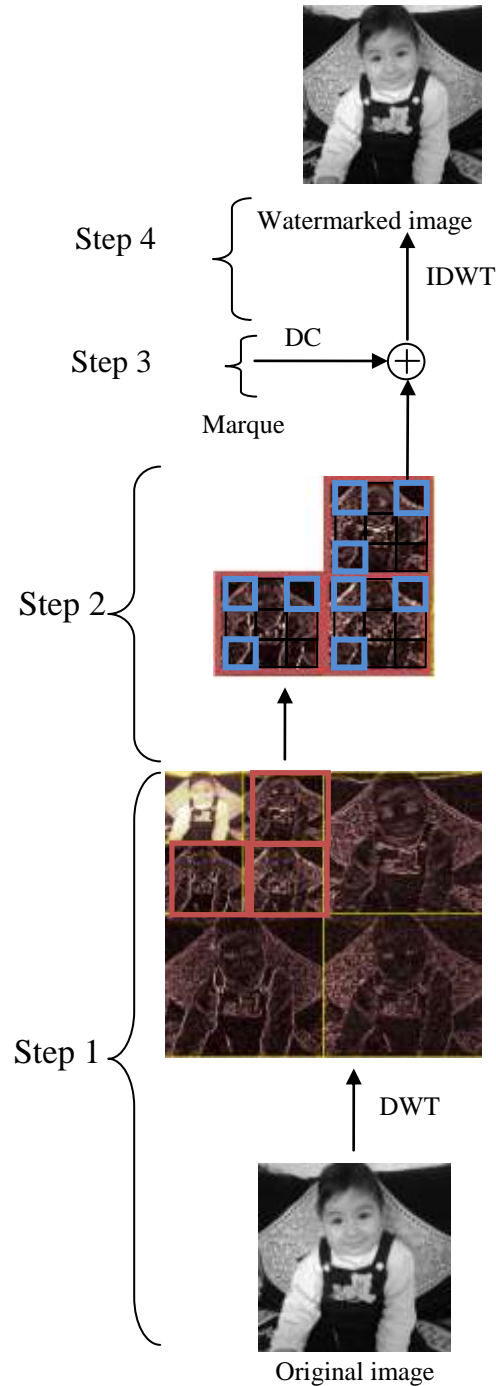 Watermarked image
Step 4
IDWT
DC
Step 3
Marque
Step 2
Step 1
DWT
Original image